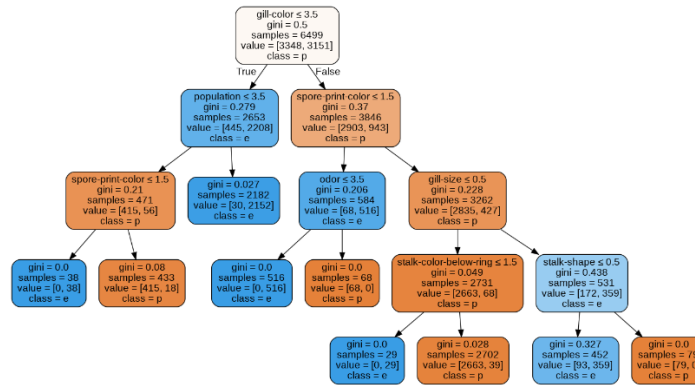 gill-color ≤ 3.5
gini = 0.5
samples = 6499
value = [3348, 3151]
class = p
True
False
population ≤ 3.5
gini = 0.279
samples = 2653
value = [445, 2208]
class = e
spore-print-color ≤ 1.5
gini = 0.37
samples = 3846
value = [2903, 943]
class = p
spore-print-color ≤ 1.5
gini = 0.21
samples = 471
value = [415, 56]
class = p
gini = 0.027
samples = 2182
value = [30, 2152]
class = e
odor ≤ 3.5
gini = 0.206
samples = 584
value = [68, 516]
class = e
gill-size ≤ 0.5
gini = 0.228
samples = 3262
value = [2835, 427]
class = p
gini = 0.0
samples = 38
value = [0, 38]
class = e
gini = 0.08
samples = 433
value = [415, 18]
class = p
gini = 0.0
samples = 516
value = [0, 516]
class = e
gini = 0.0
samples = 68
value = [68, 0]
class = p
stalk-color-below-ring ≤ 1.5
gini = 0.049
samples = 2731
value = [2663, 68]
class = p
stalk-shape ≤ 0.5
gini = 0.438
samples = 531
value = [172, 359]
class = e
gini = 0.0
samples = 29
value = [0, 29]
class = e
gini = 0.028
samples = 2702
value = [2663, 39]
class = p
gini = 0.327
samples = 452
value = [93, 359]
class = e
gini = 0.0
samples = 79
value = [79, 0
class = p